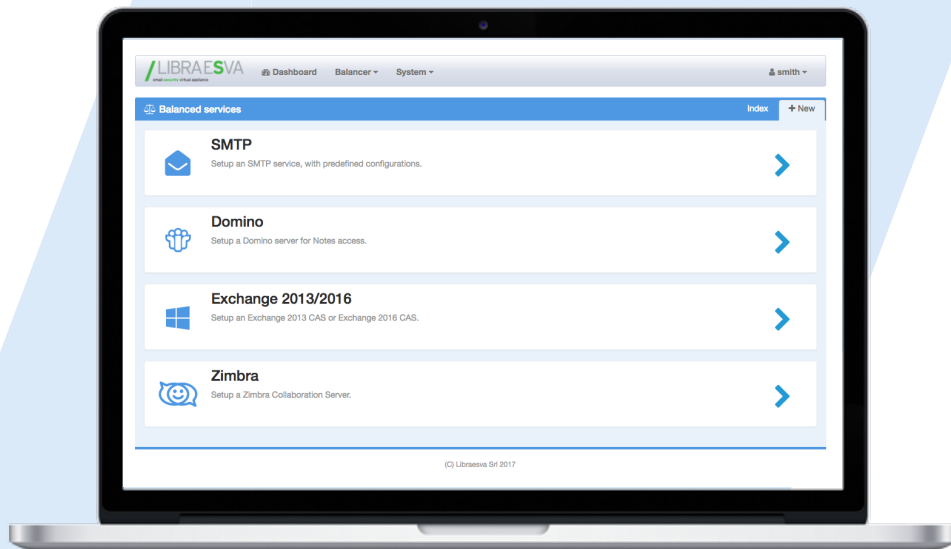 LIBRAESVA
email security virtual appliance
Dashboard Balancer System smith
Balanced services Index + New
SMTP
Setup an SMTP service, with predefined configurations.
Domino
Setup a Domino server for Notes access.
Exchange 2013/2016
Setup an Exchange 2013 CAS or Exchange 2016 CAS.
Zimbra
Setup a Zimbra Collaboration Server.
(C) Libraesva Srl 2017